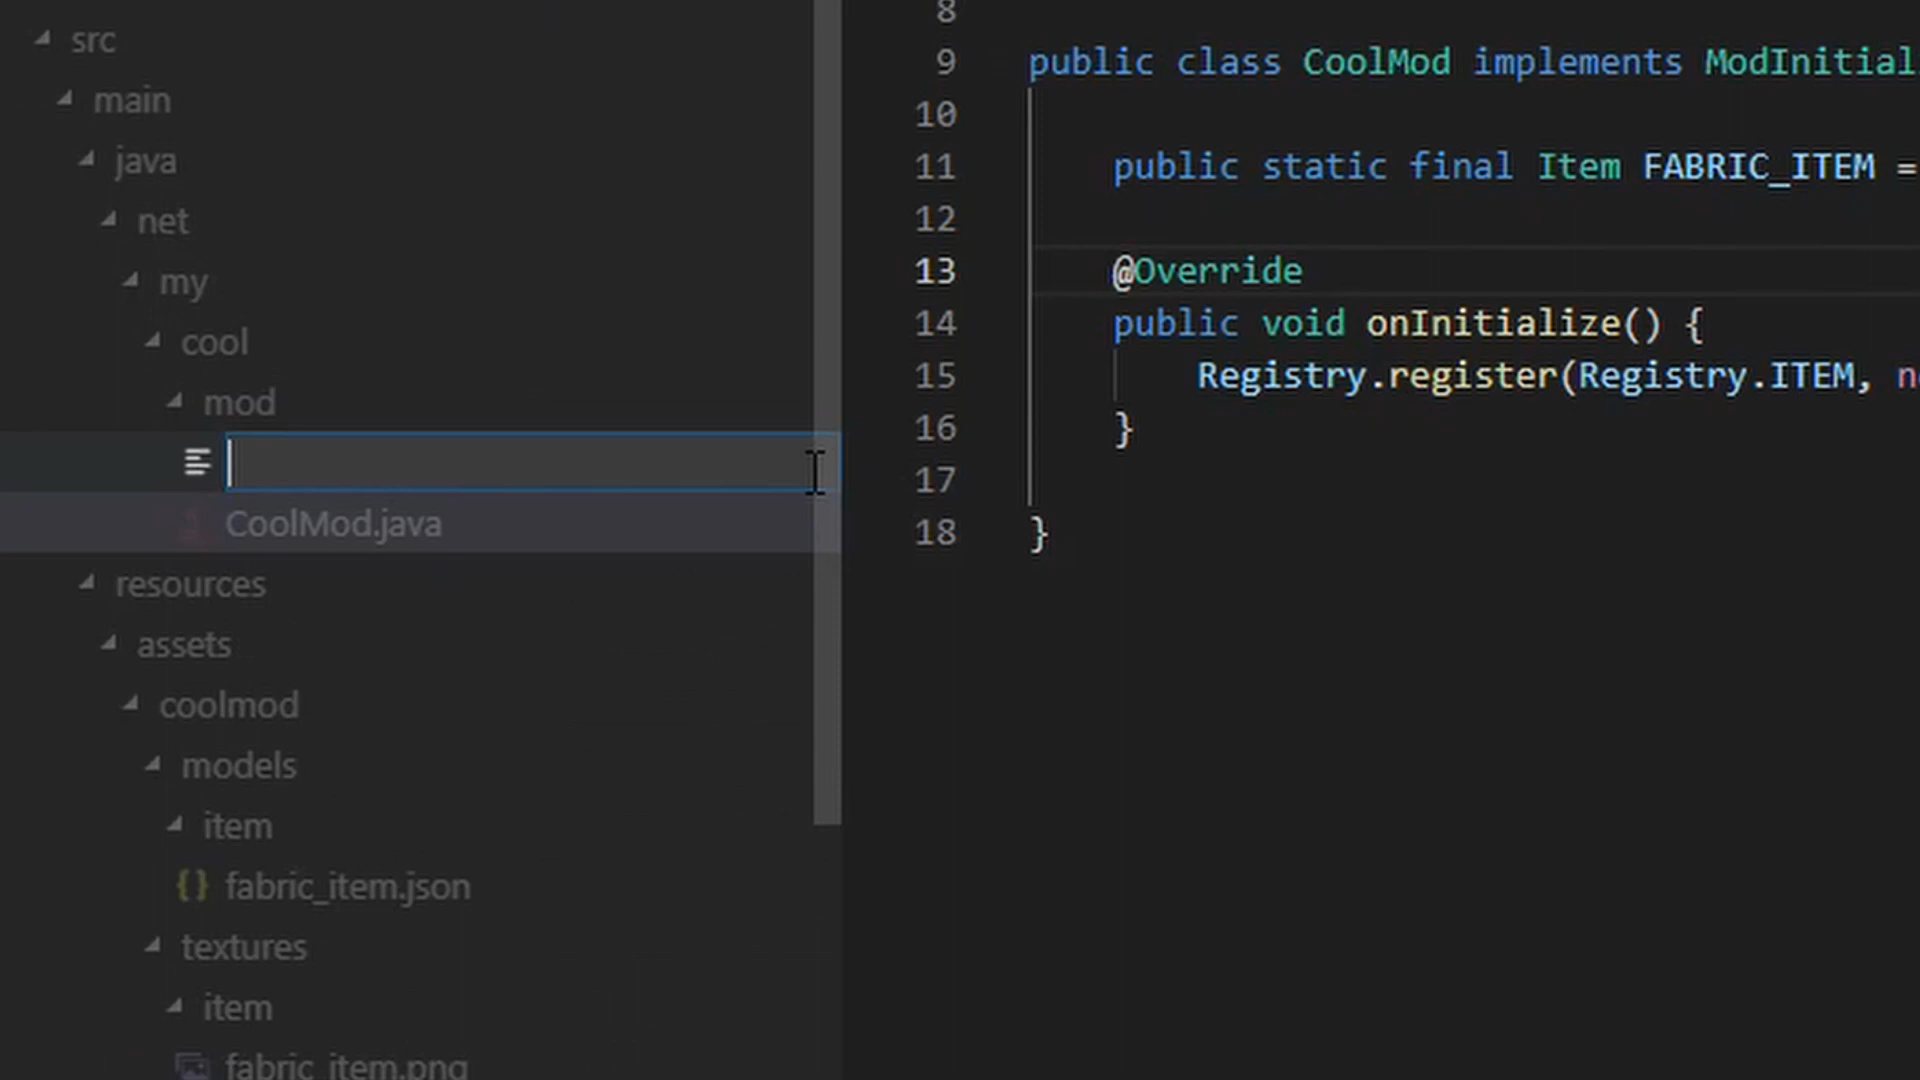 src
main
java
net
my
cool
mod
CoolMod.java
resources
assets
coolmod
models
item
{} fabric_item.json
textures
item
fabric_item.png
8
9 public class CoolMod implements ModInitial
10
11 public static final Item FABRIC_ITEM =
12
13 @Override
14 public void onInitialize() {
15 Registry.register(Registry.ITEM, ne
16 }
17
18 }